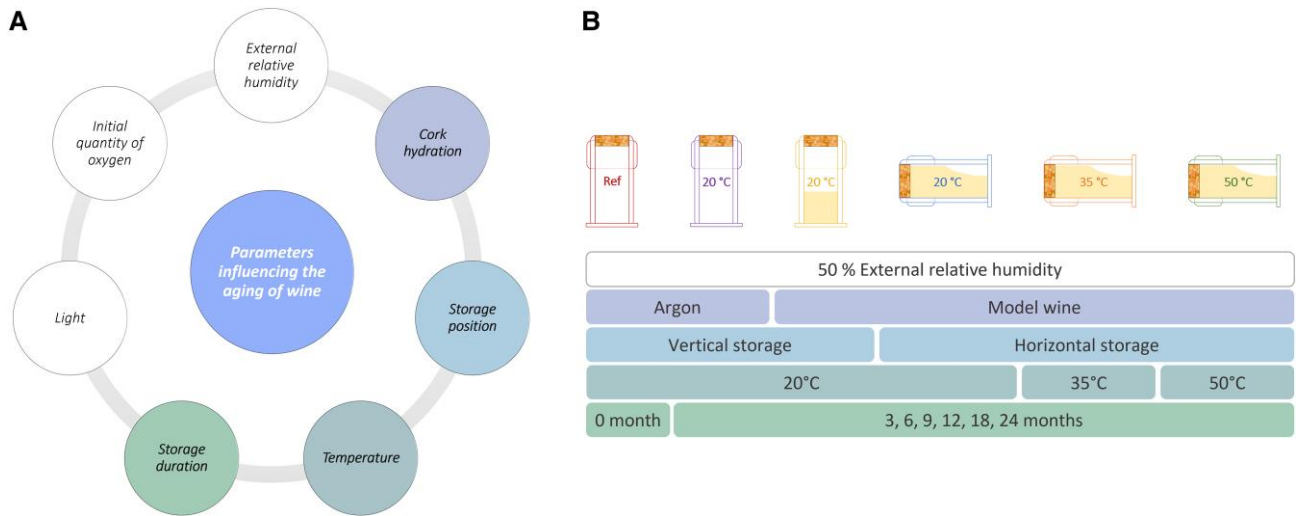 A
External
relative
humidity
Cork
hydration
Storage
position
Temperature
Storage
duration
Light
Initial
quantity of
oxygen
Parameters
influencing the
aging of wine
B
Ref
20 °C
20 °C
20 °C
35 °C
50 °C
50 % External relative humidity
Argon
Model wine
Vertical storage
Horizontal storage
20°C
35°C
50°C
0 month
3, 6, 9, 12, 18, 24 months